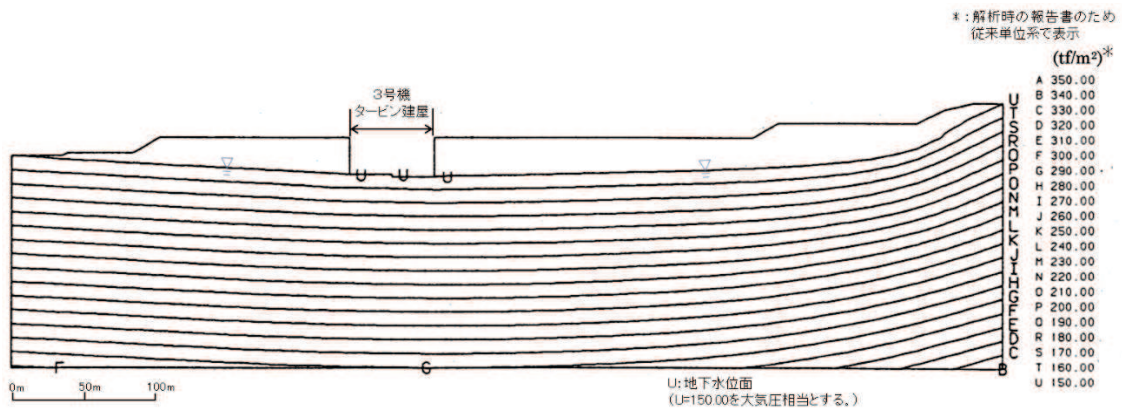 *:解析時の報告書のため
従来単位系で表示
(tf/m²)*
A 350.00
B 340.00
C 330.00
D 320.00
E 310.00
F 300.00
G 290.00
H 280.00
I 270.00
J 260.00
K 250.00
L 240.00
M 230.00
N 220.00
O 210.00
P 200.00
Q 190.00
R 180.00
S 170.00
T 160.00
U 150.00
3号機
タービン建屋
U U U
U
T
S
R
Q
P
O
N
M
L
K
J
I
H
G
F
E
D
C
F G B
0m 50m 100m
U:地下水位面
(U=150.00を大気圧相当とする。)